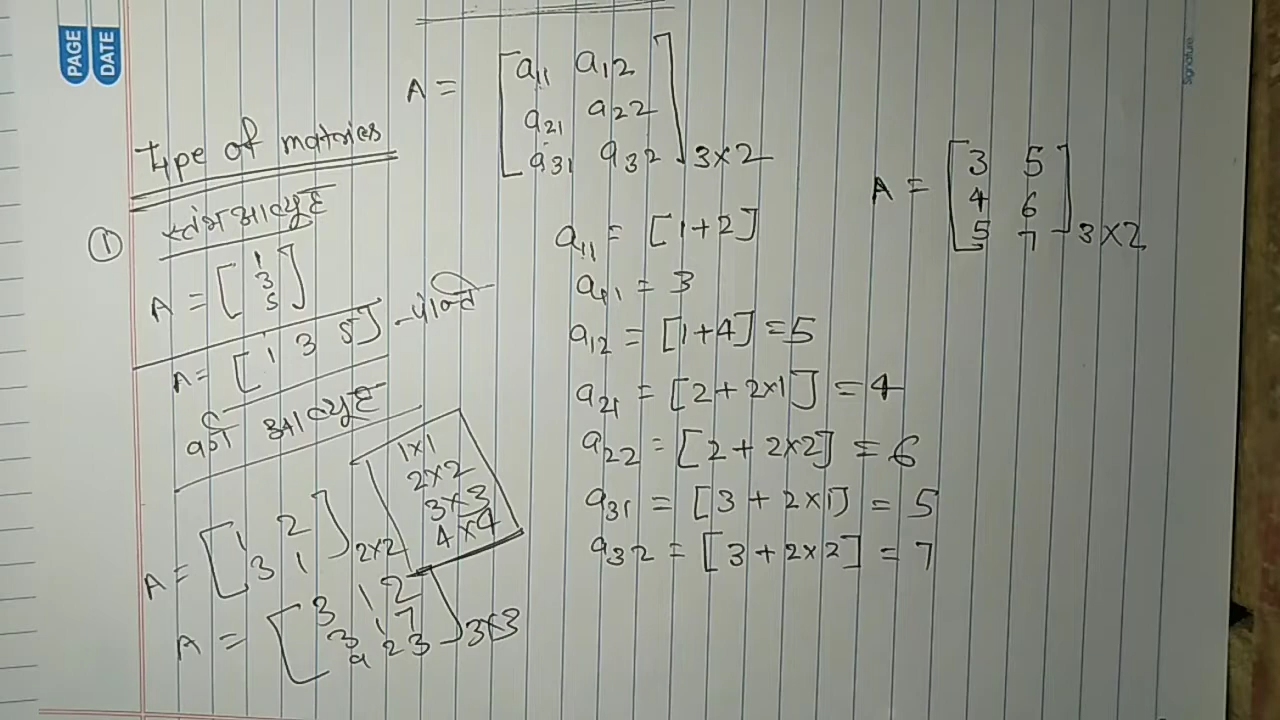 PAGE
DATE
Signature
A = [a11 a12
a21 a22
a31 a32] 3×2
a11 = [1+2]
a11 = 3
a12 = [1+4] = 5
a21 = [2 + 2×1] = 4
a22 = [2 + 2×2] = 6
a31 = [3 + 2×1] = 5
a32 = [3 + 2×2] = 7
A = [3 5
4 6
5 7] 3×2
Type of matries
① स्तंभ आव्यूह
A = [1
3
5]
A = [1 3 5] -
वर्ग आव्यूह
1×1
2×2
3×3
4×4
A = [1 2
3 1] 2×2
A = [3 1 2
3 1 7
9 2 3] 3×3